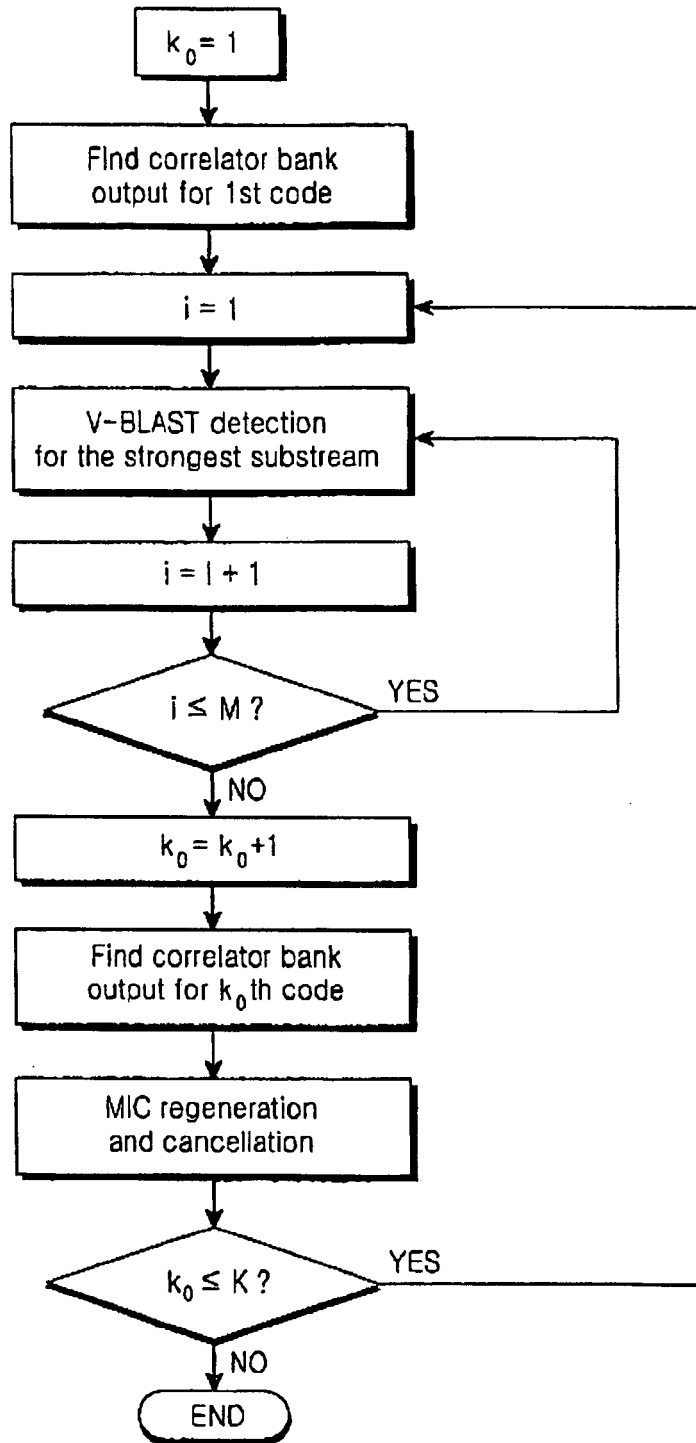 k₀ = 1
Find correlator bank
output for 1st code
i = 1
V-BLAST detection
for the strongest substream
i = I + 1
i ≤ M ?
YES
NO
k₀ = k₀+1
Find correlator bank
output for k₀th code
MIC regeneration
and cancellation
k₀ ≤ K ?
YES
NO
END